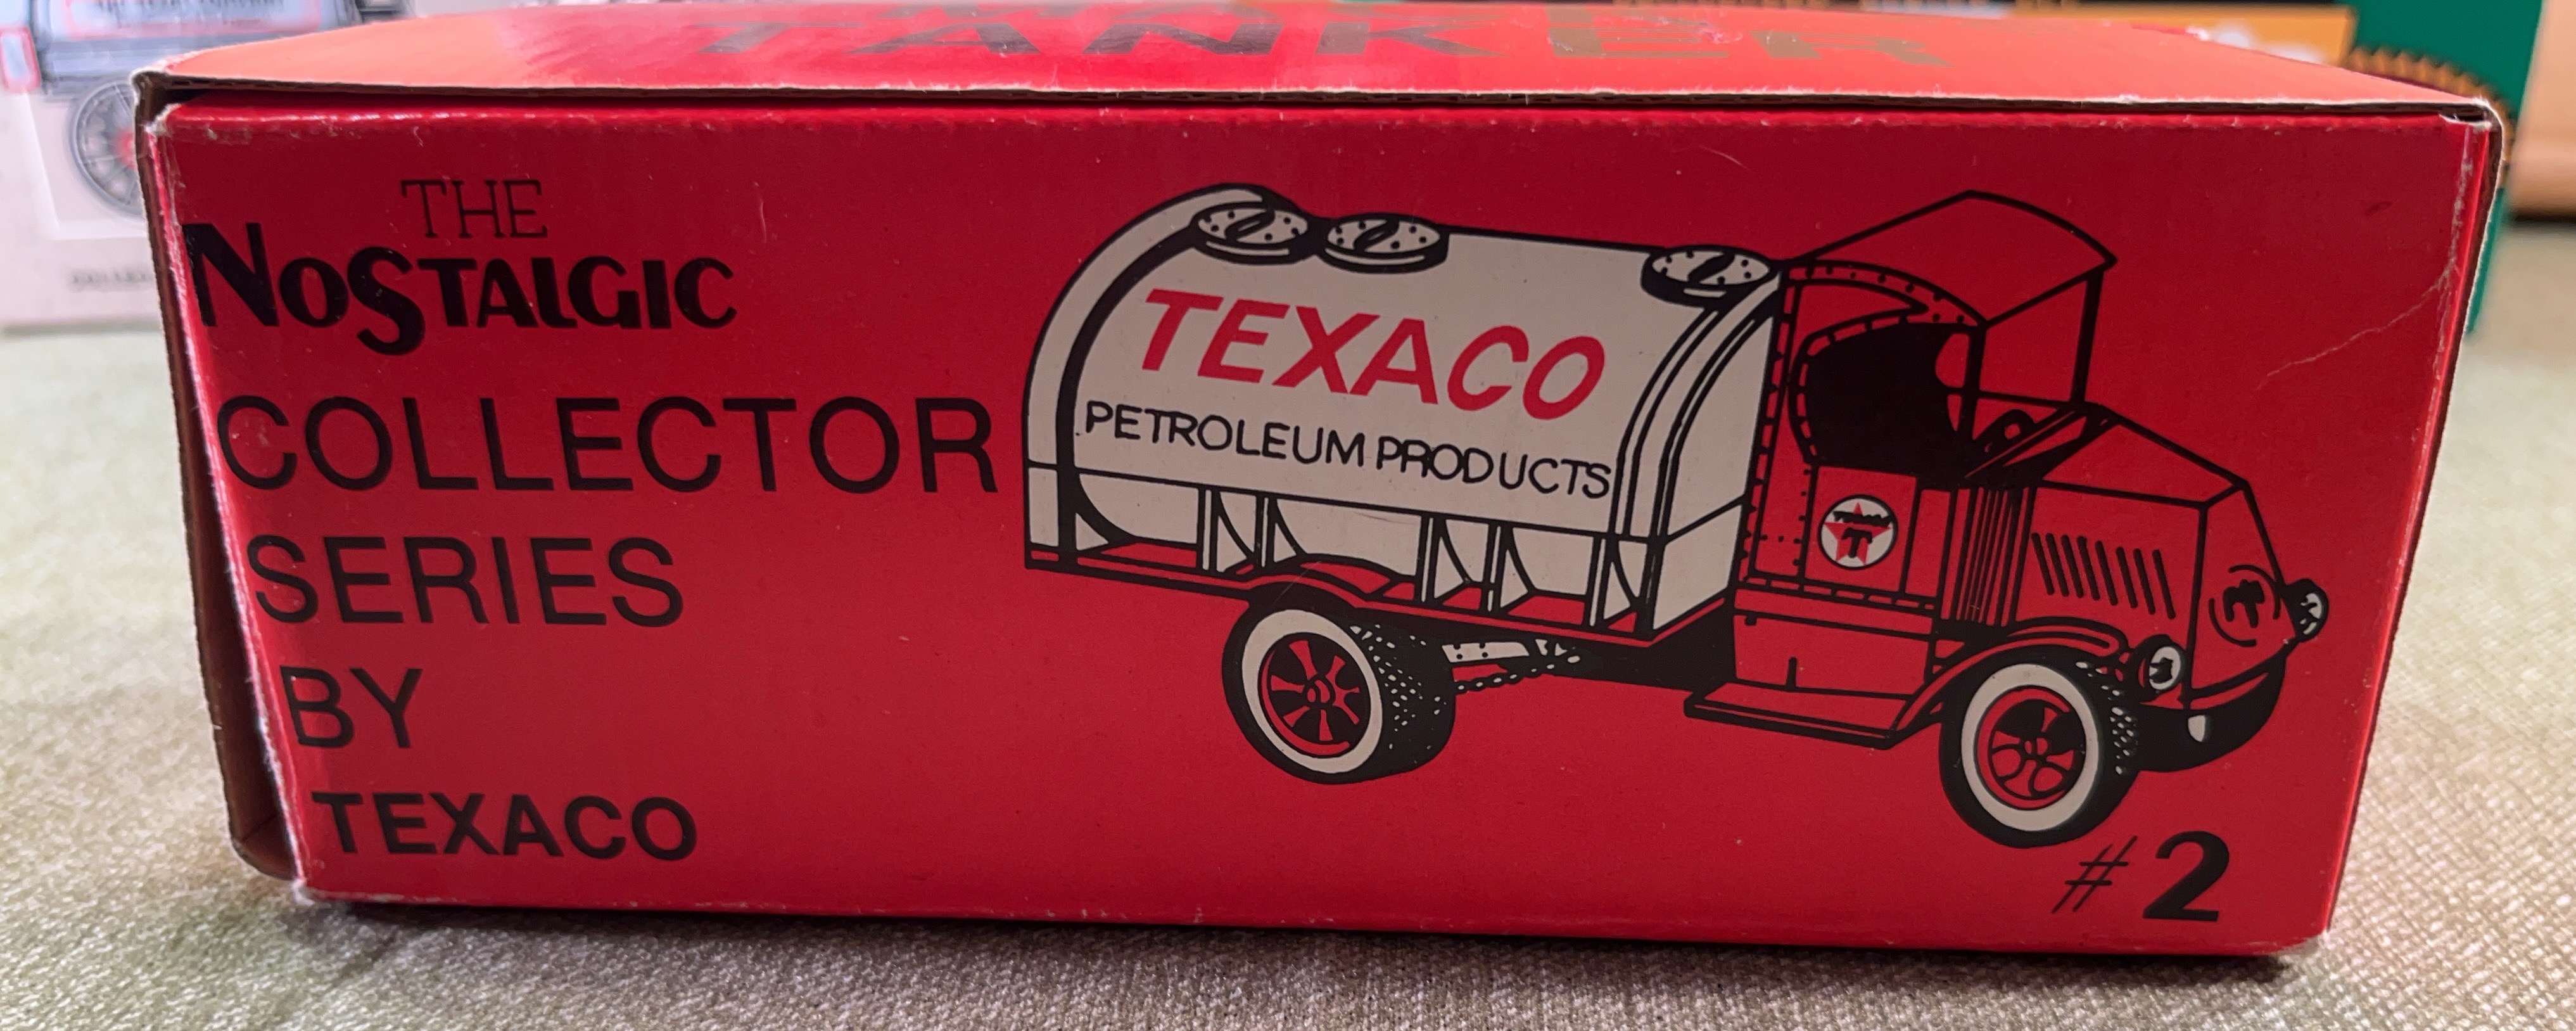 TANKER
THE
NOSTALGIC
COLLECTOR
SERIES
BY
TEXACO
TEXACO
PETROLEUM PRODUCTS
T
T
#2